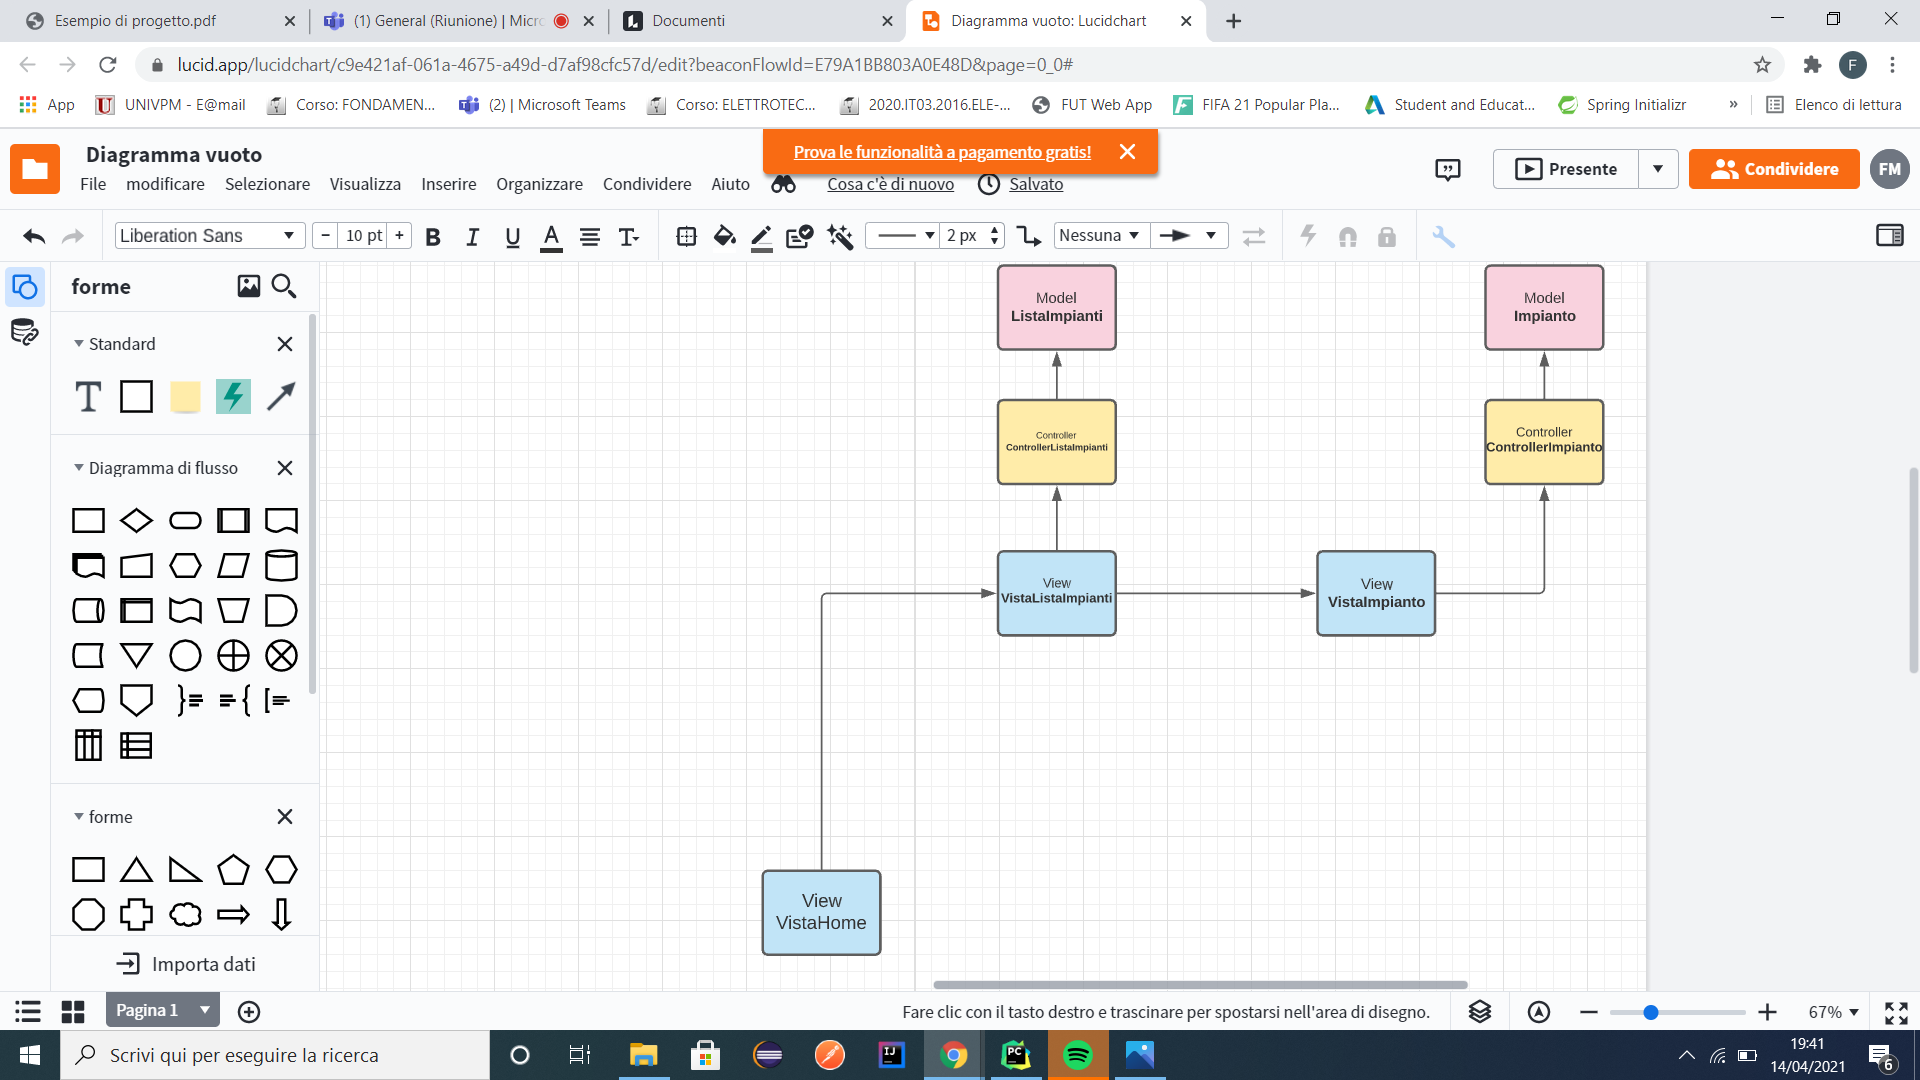 Esempio di progetto.pdf
(1) General (Riunione) | Micro
Documenti
Diagramma vuoto: Lucidchart
lucid.app/lucidchart/c9e421af-061a-4675-a49d-d7af98cfc57d/edit?beaconFlowId=E79A1BB803A0E48D&page=0_0#
F
App
UNIVPM - E@mail
Corso: FONDAMEN...
(2) | Microsoft Teams
Corso: ELETTROTEC...
2020.IT03.2016.ELE-...
FUT Web App
FIFA 21 Popular Pla...
Student and Educat...
Spring Initializr
»
Elenco di lettura
Diagramma vuoto
Prova le funzionalità a pagamento gratis!
File
modificare
Selezionare
Visualizza
Inserire
Organizzare
Condividere
Aiuto
Cosa c'è di nuovo
Salvato
Presente
Condividere
FM
Liberation Sans
- 10 pt +
B
I
U
A
T
2 px
Nessuna
forme
Standard
T
Diagramma di flusso
forme
Importa dati
Model
ListaImpianti
Model
Impianto
Controller
ControllerListaImpianti
Controller
ControllerImpianto
View
VistaListaImpianti
View
VistaImpianto
View
VistaHome
Pagina 1
Fare clic con il tasto destro e trascinare per spostarsi nell'area di disegno.
67%
Scrivi qui per eseguire la ricerca
IJ
PC
19:41
14/04/2021
6